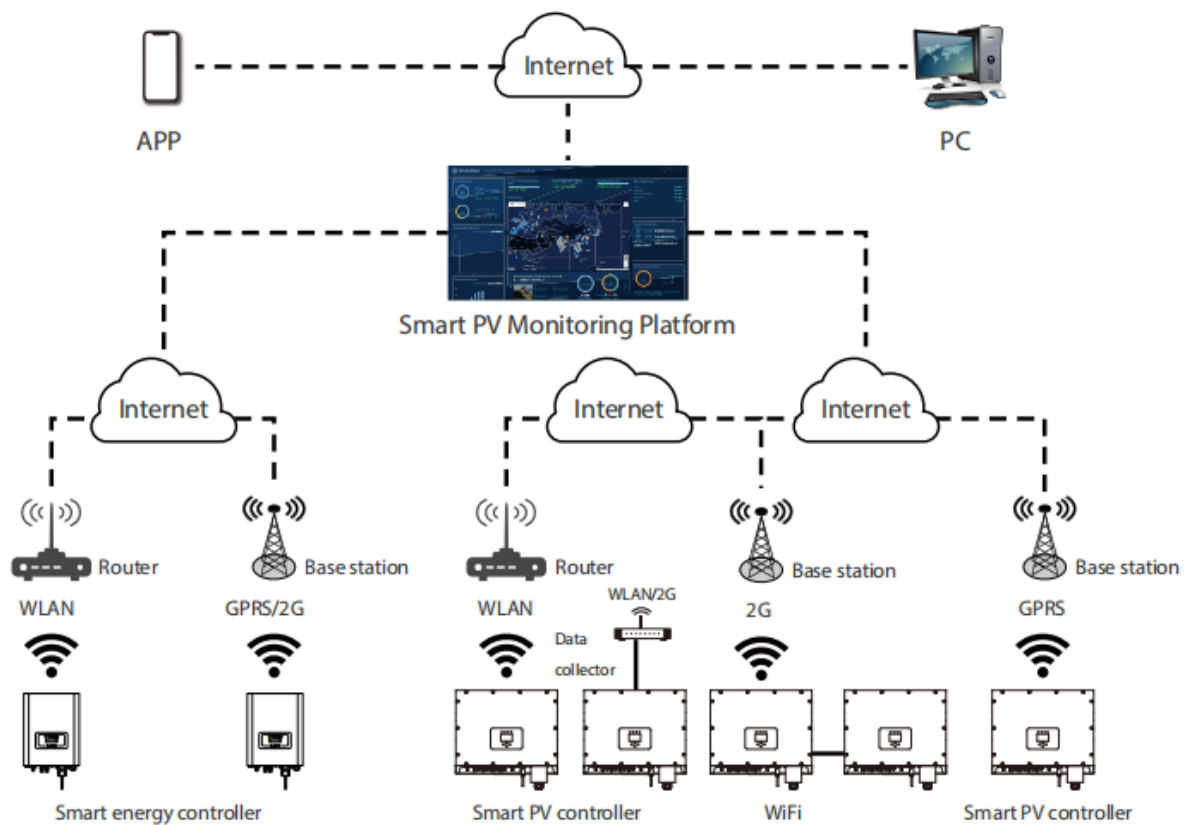 Internet
APP
PC
Smart PV Monitoring Platform
Internet
Internet
Internet
Router
Base station
Router
Base station
Base station
WLAN
GPRS/2G
WLAN
WLAN/2G
2G
GPRS
Data
collector
Smart energy controller
Smart PV controller
WiFi
Smart PV controller